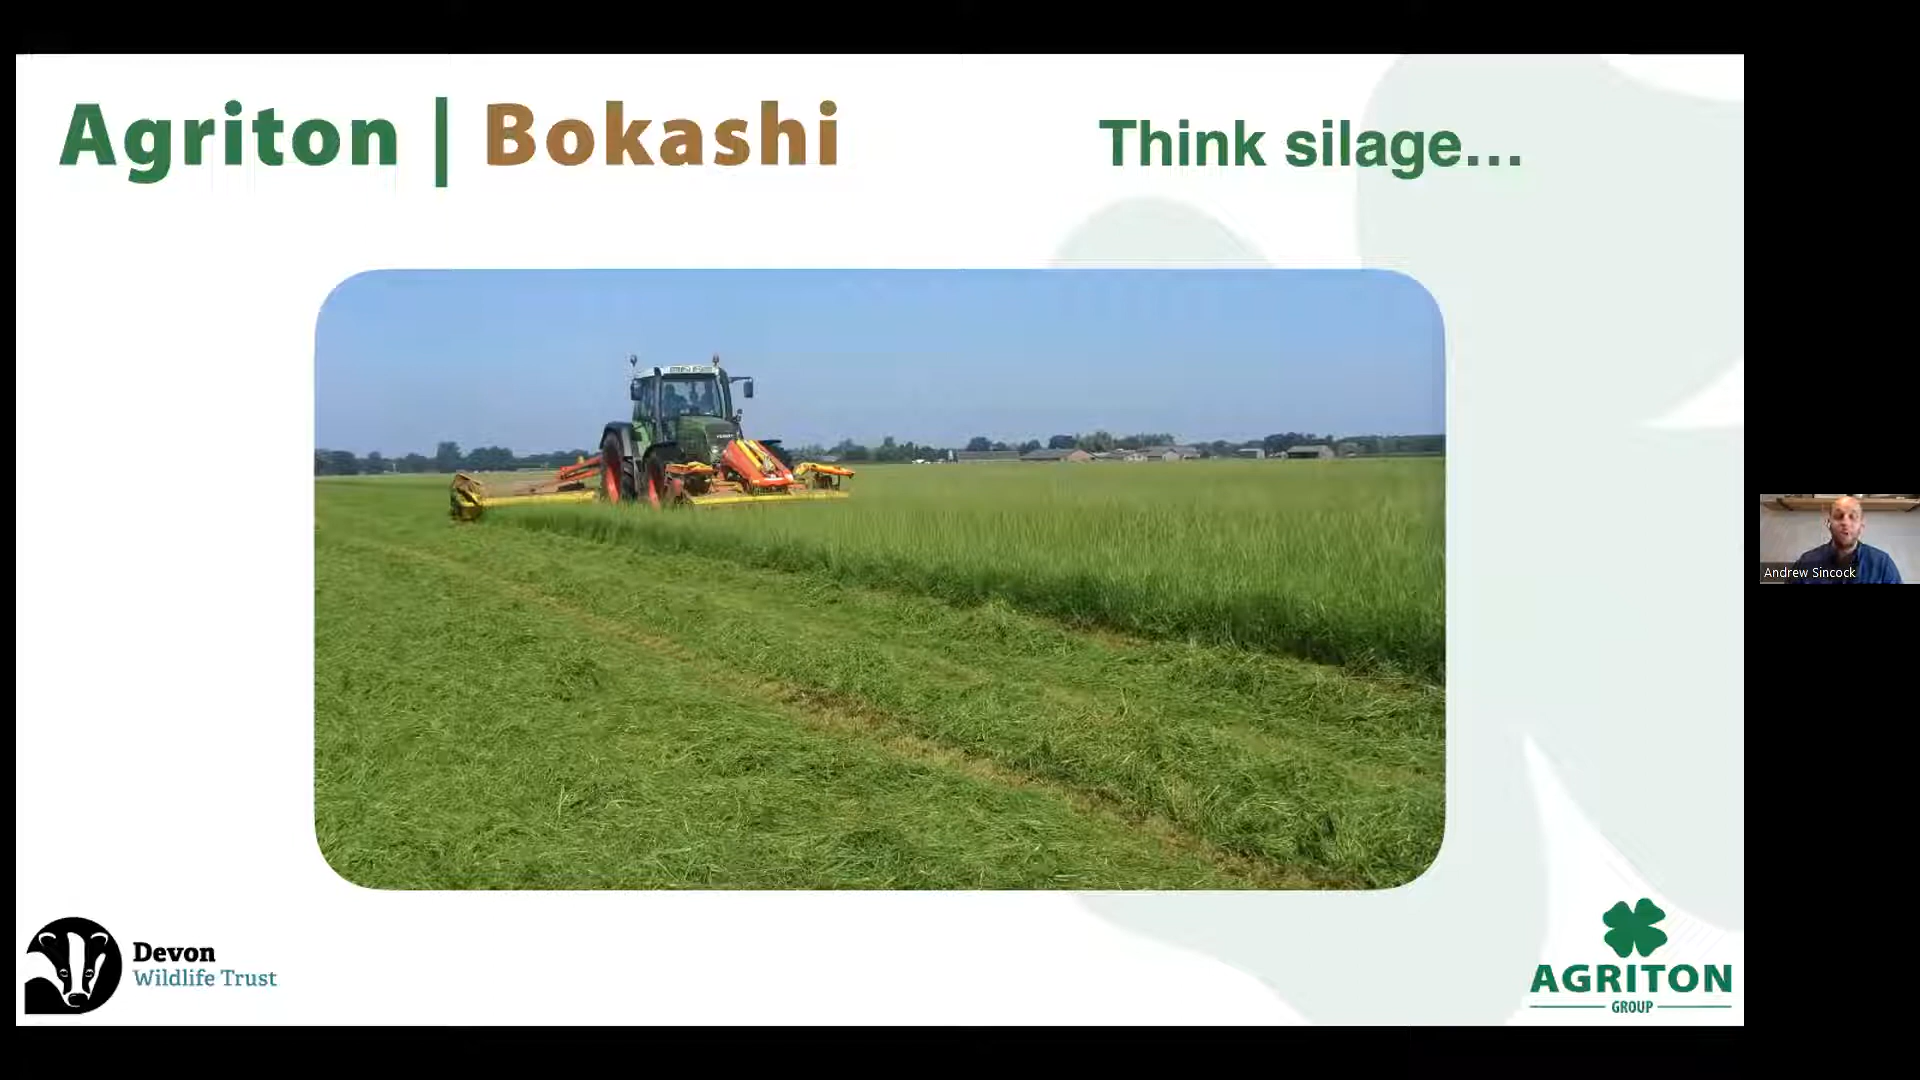 Agriton | Bokashi
Think silage...
Andrew Sincock
Devon
Wildlife Trust
AGRITON
GROUP